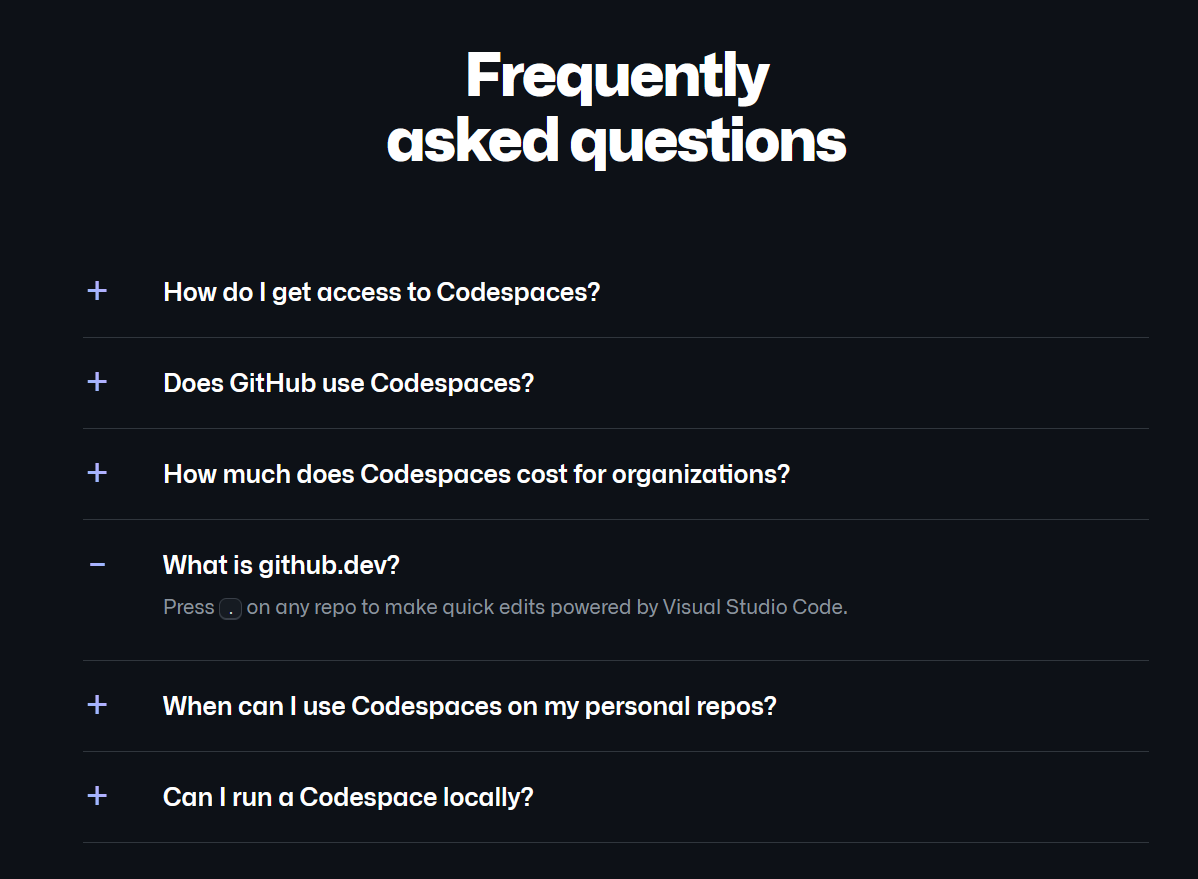 Frequently
asked questions
+ How do I get access to Codespaces?
+ Does GitHub use Codespaces?
+ How much does Codespaces cost for organizations?
− What is github.dev?
Press . on any repo to make quick edits powered by Visual Studio Code.
+ When can I use Codespaces on my personal repos?
+ Can I run a Codespace locally?